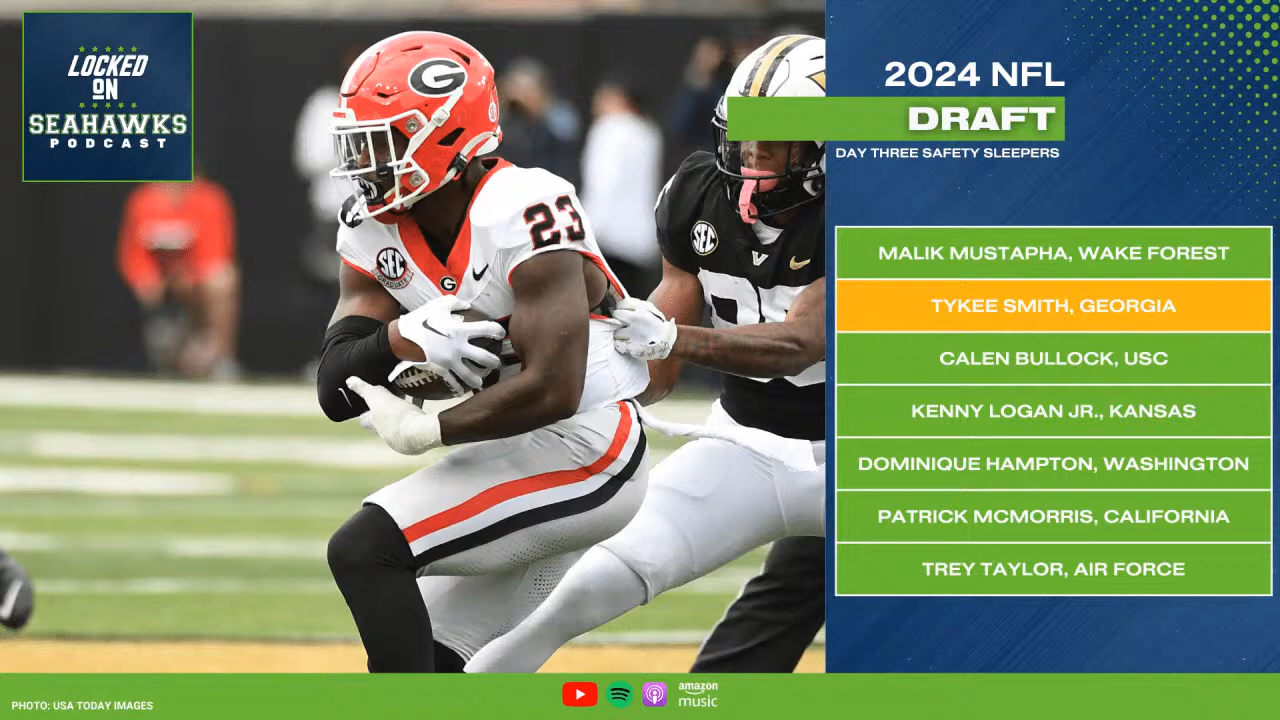 LOCKED
ON
SEAHAWKS
PODCAST
2024 NFL
DRAFT
DAY THREE SAFETY SLEEPERS
MALIK MUSTAPHA, WAKE FOREST
TYKEE SMITH, GEORGIA
CALEN BULLOCK, USC
KENNY LOGAN JR., KANSAS
DOMINIQUE HAMPTON, WASHINGTON
PATRICK MCMORRIS, CALIFORNIA
TREY TAYLOR, AIR FORCE
G
23
SEC
GRADUATE
G
SEC
V
PHOTO: USA TODAY IMAGES
amazon
music